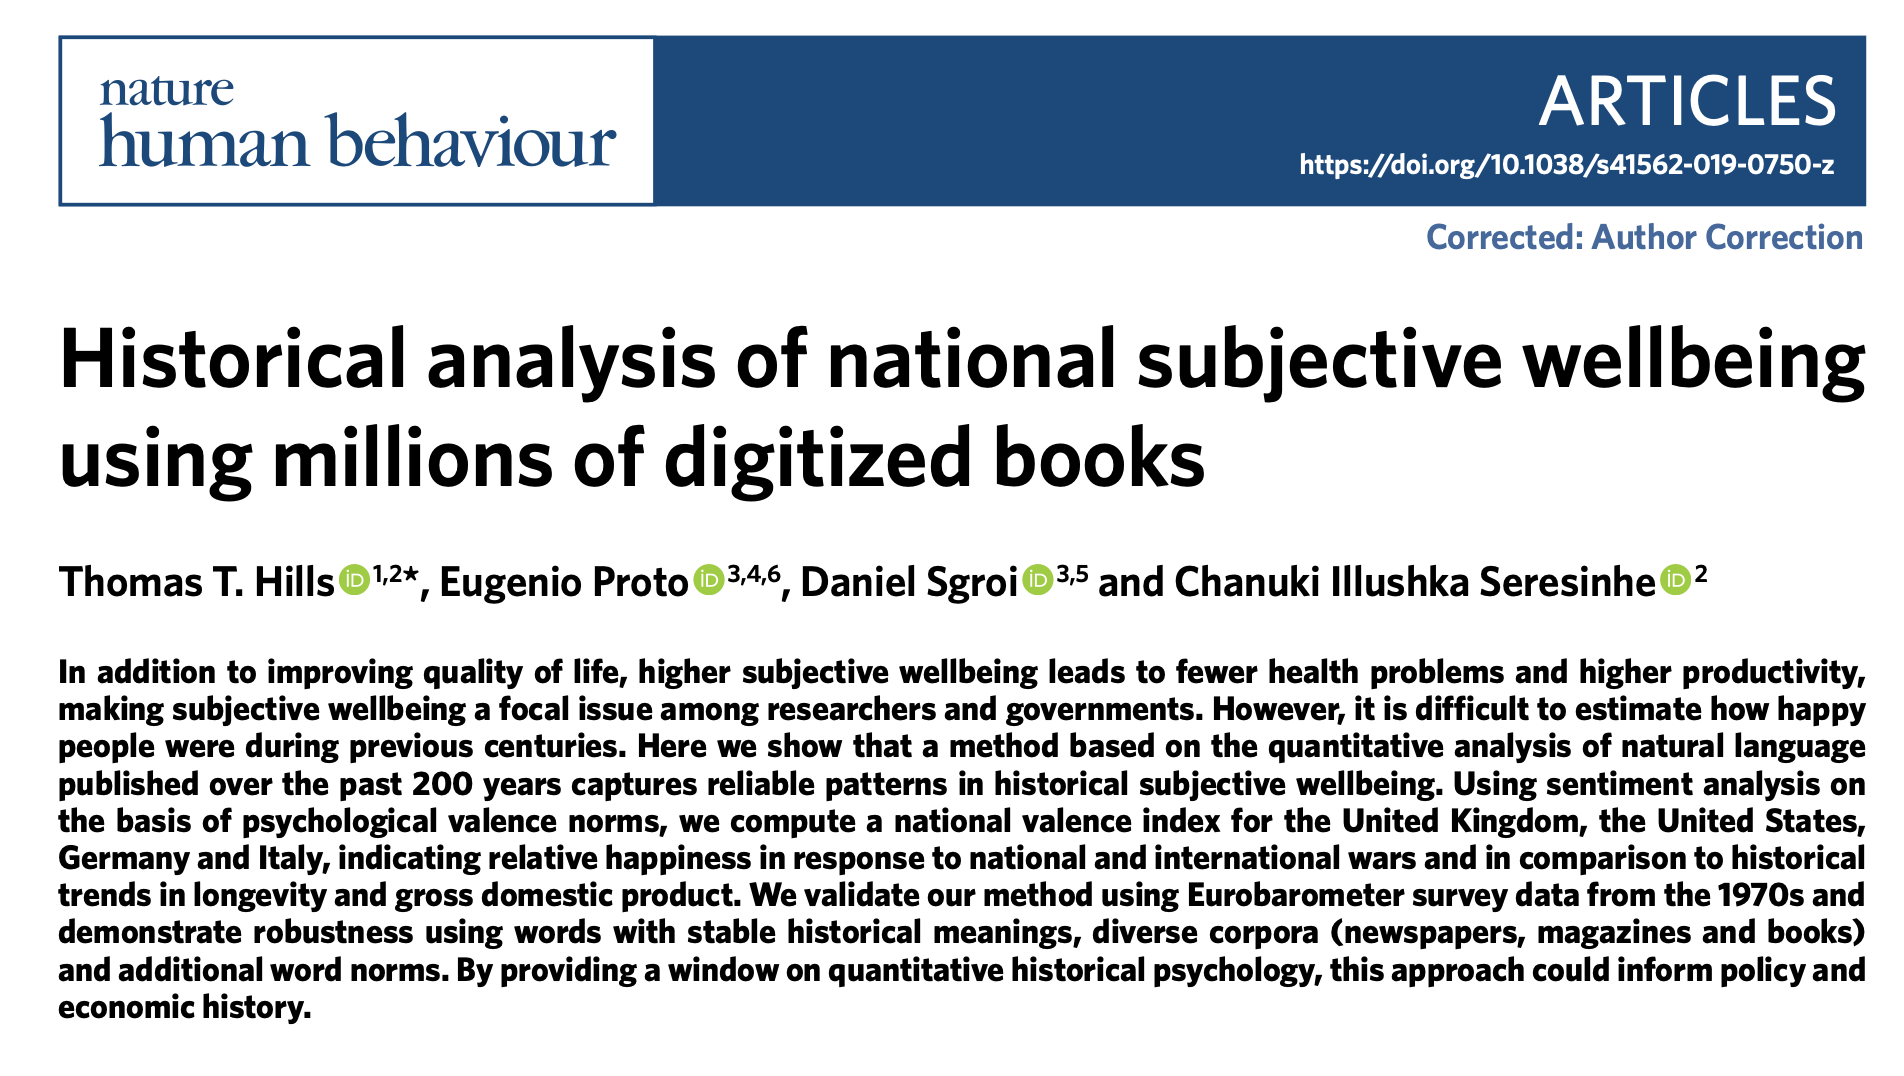 nature
human behaviour
ARTICLES
https://doi.org/10.1038/s41562-019-0750-z
Corrected: Author Correction
Historical analysis of national subjective wellbeing
using millions of digitized books
Thomas T. Hills iD 1,2*, Eugenio Proto iD 3,4,6, Daniel Sgroi iD 3,5 and Chanuki Illushka Seresinhe iD 2
In addition to improving quality of life, higher subjective wellbeing leads to fewer health problems and higher productivity,
making subjective wellbeing a focal issue among researchers and governments. However, it is difficult to estimate how happy
people were during previous centuries. Here we show that a method based on the quantitative analysis of natural language
published over the past 200 years captures reliable patterns in historical subjective wellbeing. Using sentiment analysis on
the basis of psychological valence norms, we compute a national valence index for the United Kingdom, the United States,
Germany and Italy, indicating relative happiness in response to national and international wars and in comparison to historical
trends in longevity and gross domestic product. We validate our method using Eurobarometer survey data from the 1970s and
demonstrate robustness using words with stable historical meanings, diverse corpora (newspapers, magazines and books)
and additional word norms. By providing a window on quantitative historical psychology, this approach could inform policy and
economic history.